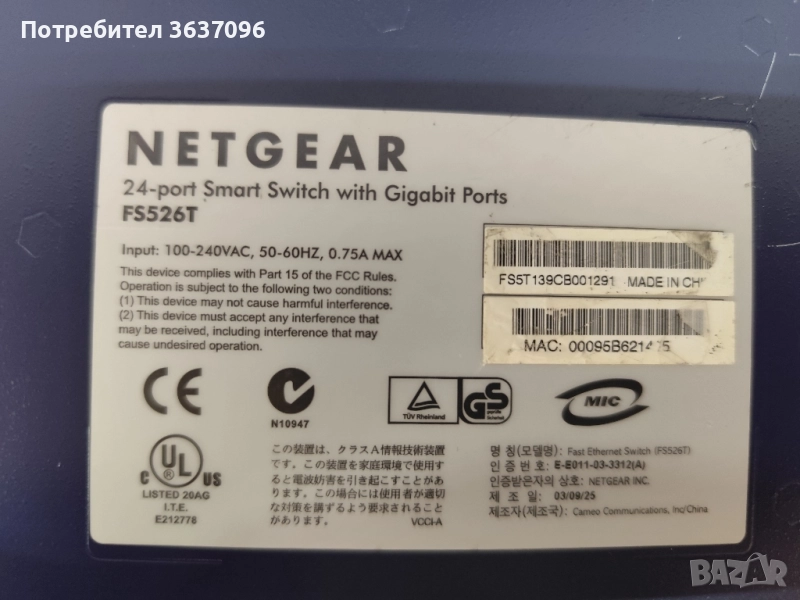 Потребител 3637096
NETGEAR
24-port Smart Switch with Gigabit Ports
FS526T
Input: 100-240VAC, 50-60HZ, 0.75A MAX
This device complies with Part 15 of the FCC Rules.
Operation is subject to the following two conditions:
(1) This device may not cause harmful interference.
(2) This device must accept any interference that
may be received, including interference that may
cause undesired operation.
FS5T139CB001291 MADE IN
MAC:
CE
N10947
TÜV Rheinland
GS
geprüfte Sicherheit
MIC
C UL US
LISTED 20AG
I.T.E.
E212778
この装置は、クラスA情報技術装置
です。この装置を家庭環境で使用す
ると電波妨害を引き起こすことがあ
ります。この場合には使用者が適切
な対策を講ずるよう要求されること
があります。 VCCI-A
명 칭(모델명): Fast Ethernet Switch (FS526T)
인 증 번 호: E-E011-03-3312(A)
인증받은자의 상호: NETGEAR INC.
제 조 일: 03/09/25
제조자(제조국): Cameo Communications, Inc/China
BAZAR